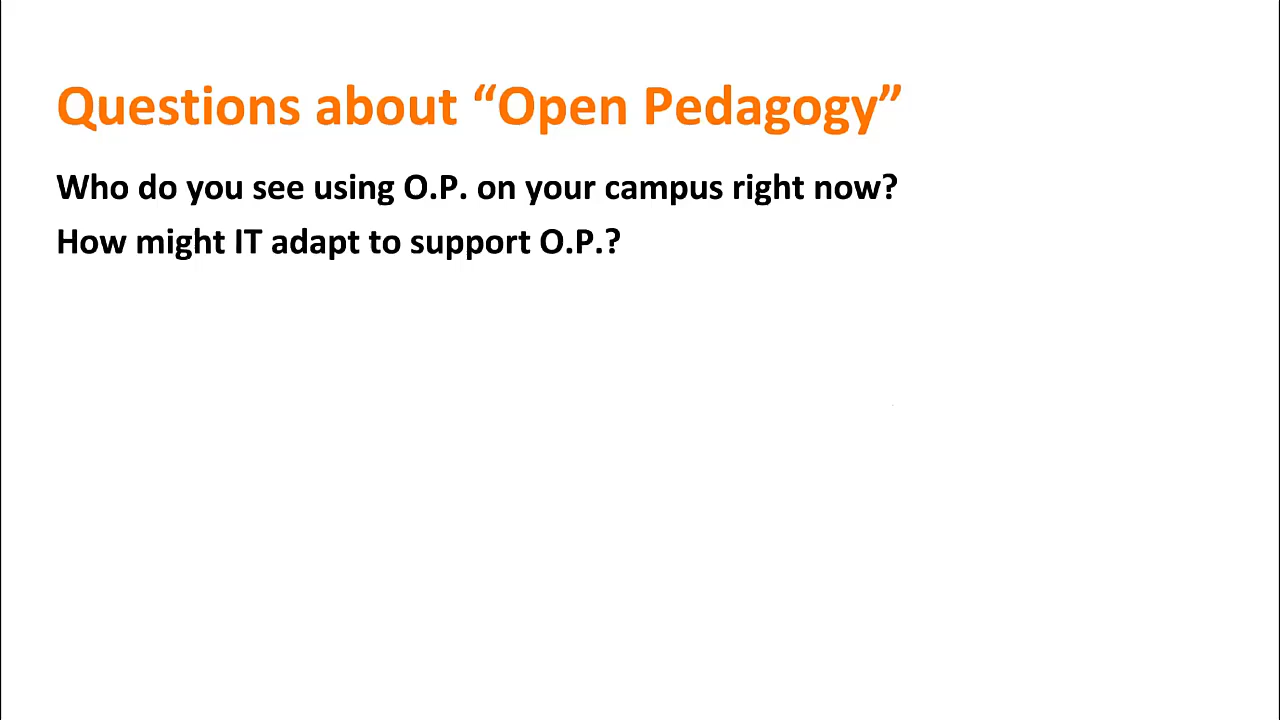 Questions about “Open Pedagogy”
Who do you see using O.P. on your campus right now?
How might IT adapt to support O.P.?